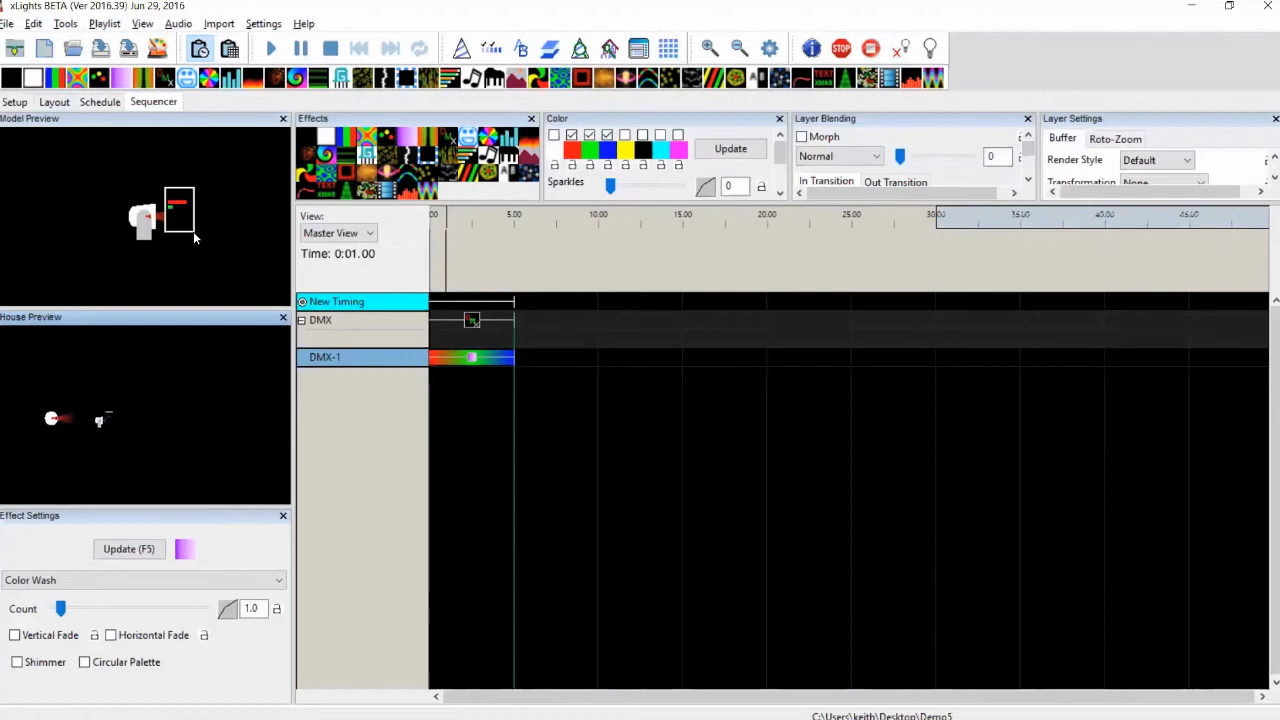 xLights BETA (Ver 2016.39) Jun 29, 2016
File Edit Tools Playlist View Audio Import Settings Help
Setup Layout Schedule Sequencer
Model Preview
Effects
Color
Update
Sparkles 0
Layer Blending
Morph
Normal 0
In Transition Out Transition
Layer Settings
Buffer Roto-Zoom
Render Style Default
Transformation None
View:
Master View
Time: 0:01.00
5.00 10.00 15.00 20.00 25.00 30.00 35.00 40.00 45.00
New Timing
DMX
DMX-1
House Preview
Effect Settings
Update (F5)
Color Wash
Count 1.0
Vertical Fade Horizontal Fade
Shimmer Circular Palette
C:\Users\keith\Desktop\Demo5